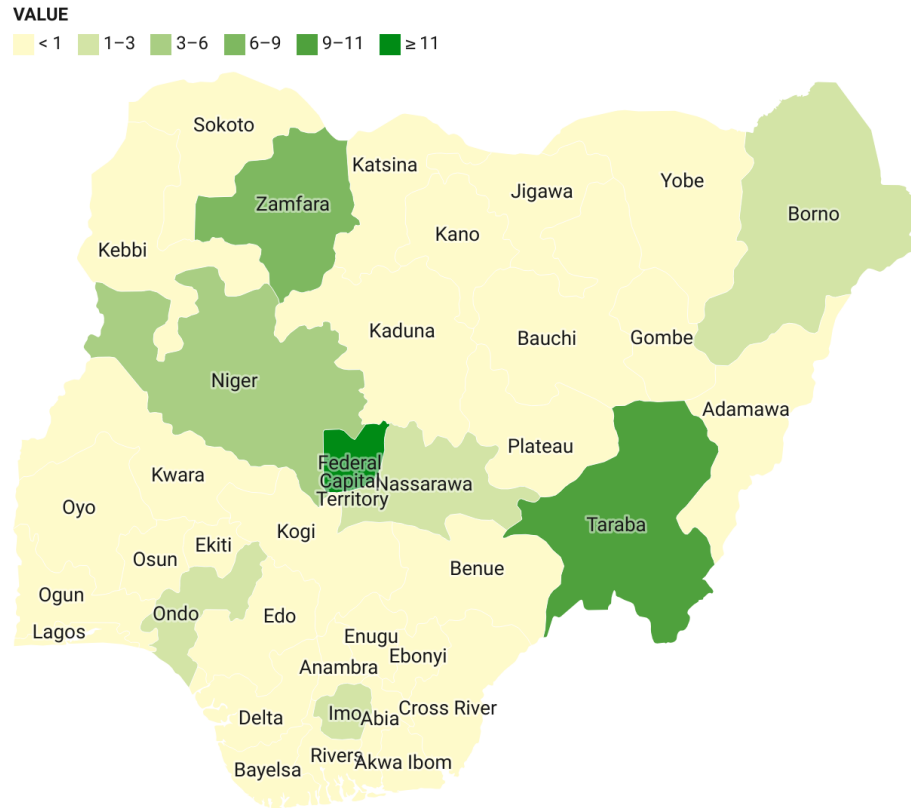 VALUE
< 1 1–3 3–6 6–9 9–11 ≥ 11
Sokoto
Katsina
Jigawa
Yobe
Zamfara
Borno
Kano
Kebbi
Kaduna
Bauchi
Gombe
Niger
Adamawa
Plateau
Federal
Capital
Territory
Nassarawa
Kwara
Oyo
Taraba
Kogi
Ekiti
Osun
Benue
Ogun
Ondo
Edo
Lagos
Enugu
Ebonyi
Anambra
Cross River
Imo
Abia
Delta
Rivers
Akwa Ibom
Bayelsa